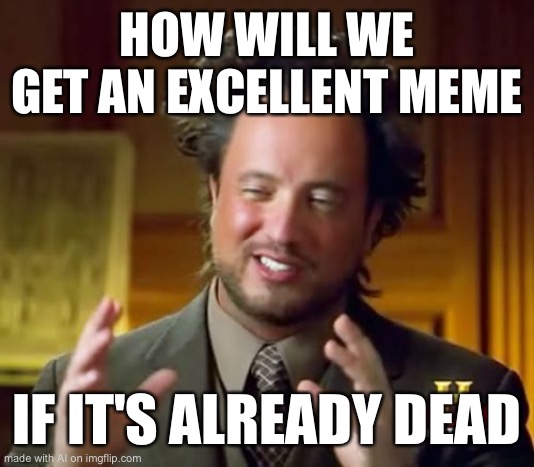 HOW WILL WE
GET AN EXCELLENT MEME
IF IT'S ALREADY DEAD
made with AI on imgflip.com